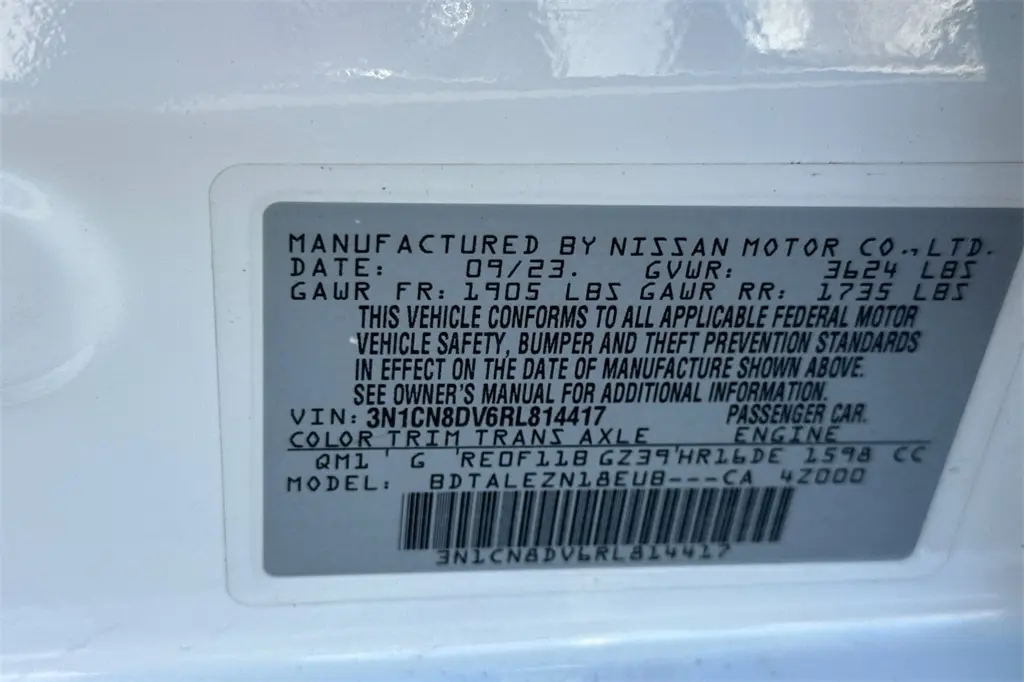 MANUFACTURED BY NISSAN MOTOR CO.,LTD.
DATE: 09/23. GVWR: 3624 LBS
GAWR FR: 1905 LBS GAWR RR: 1735 LBS
THIS VEHICLE CONFORMS TO ALL APPLICABLE FEDERAL MOTOR
VEHICLE SAFETY, BUMPER AND THEFT PREVENTION STANDARDS
IN EFFECT ON THE DATE OF MANUFACTURE SHOWN ABOVE.
SEE OWNER'S MANUAL FOR ADDITIONAL INFORMATION.
VIN: 3N1CN8DV6RL814417 PASSENGER CAR.
COLOR TRIM TRANS AXLE ENGINE
QM1 ' G 'RE0F11B GZ39'HR16DE 1598 CC
MODEL: BDTALEZN18EUB---CA 4Z000
3N1CN8DV6RL814417